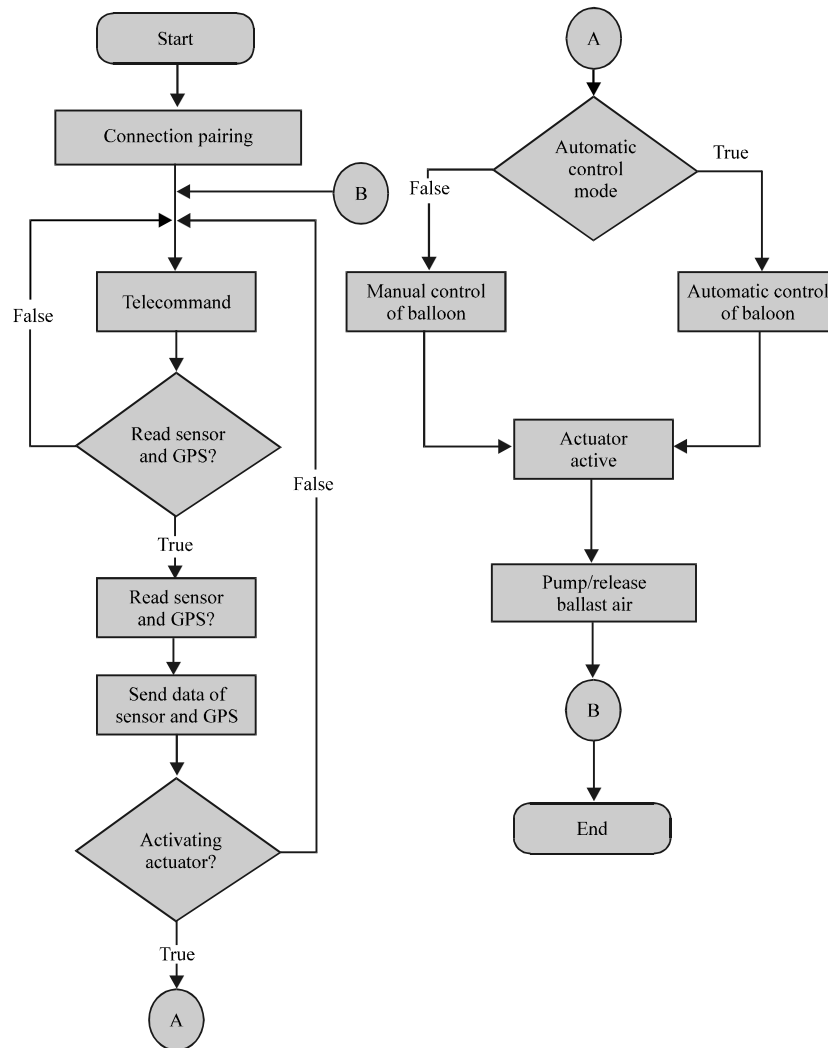 Start
Connection pairing
B
Telecommand
False
Read sensor
and GPS?
False
True
Read sensor
and GPS?
Send data of
sensor and GPS
Activating
actuator?
True
A
A
Automatic
control
mode
False
True
Manual control
of balloon
Automatic control
of baloon
Actuator
active
Pump/release
ballast air
B
End